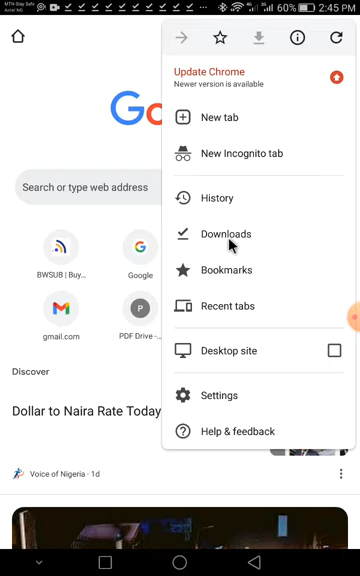 MTN-Stay Safe
Airtel NG
60%
2:45 PM
Update Chrome
Newer version is available
New tab
New Incognito tab
History
Downloads
Bookmarks
Recent tabs
Desktop site
Settings
Help & feedback
Go
Search or type web address
BWSUB | Buy...
Google
gmail.com
P
PDF Drive -...
Discover
Dollar to Naira Rate Today
Voice of Nigeria · 1d